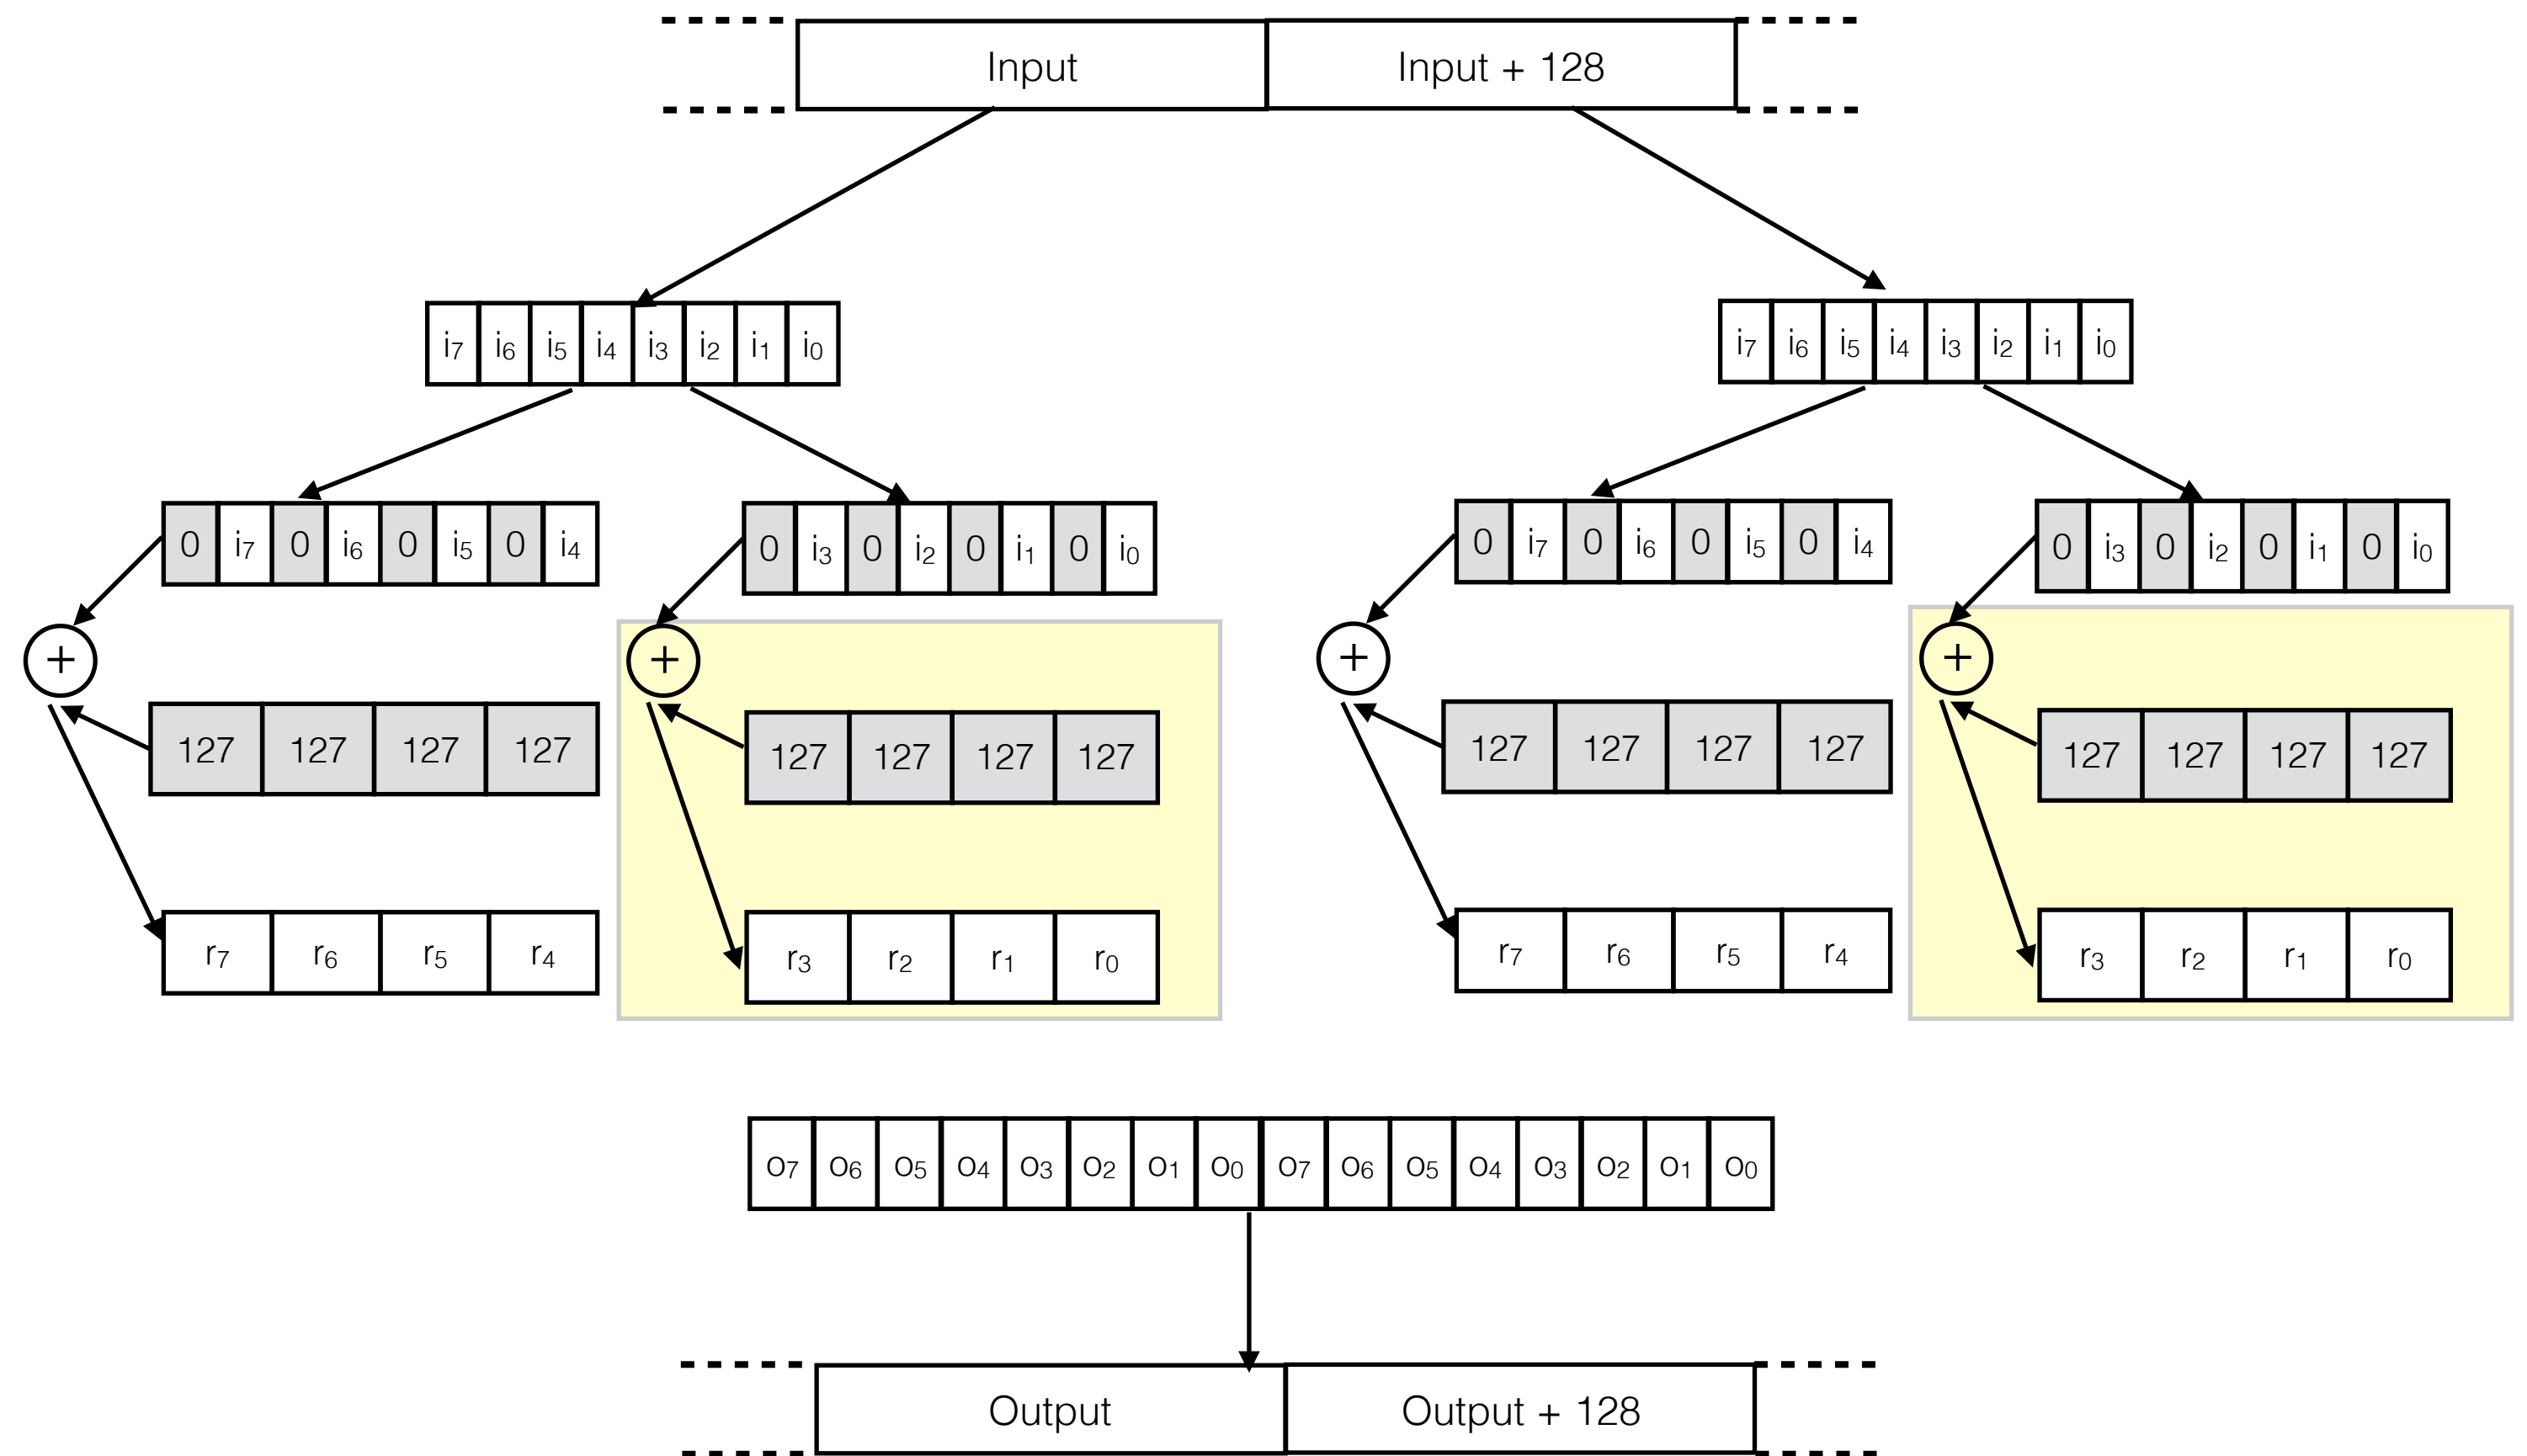 Input Input + 128
i7 i6 i5 i4 i3 i2 i1 i0 i7 i6 i5 i4 i3 i2 i1 i0
0 i7 0 i6 0 i5 0 i4 0 i3 0 i2 0 i1 0 i0 0 i7 0 i6 0 i5 0 i4 0 i3 0 i2 0 i1 0 i0
+ + + +
127 127 127 127 127 127 127 127 127 127 127 127 127 127 127 127
r7 r6 r5 r4 r3 r2 r1 r0 r7 r6 r5 r4 r3 r2 r1 r0
o7 o6 o5 o4 o3 o2 o1 o0 o7 o6 o5 o4 o3 o2 o1 o0
Output Output + 128